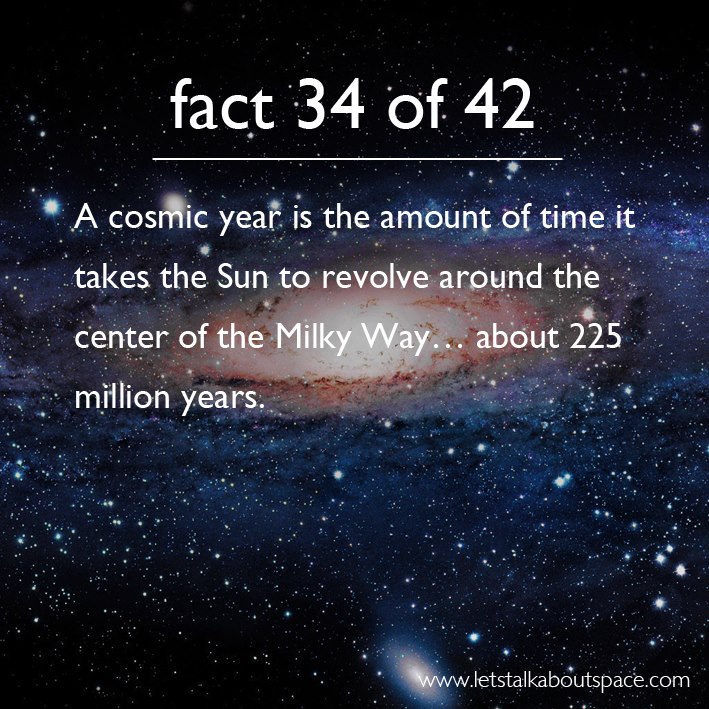 fact 34 of 42
A cosmic year is the amount of time it
takes the Sun to revolve around the
center of the Milky Way... about 225
million years.
www.letstalkaboutspace.com